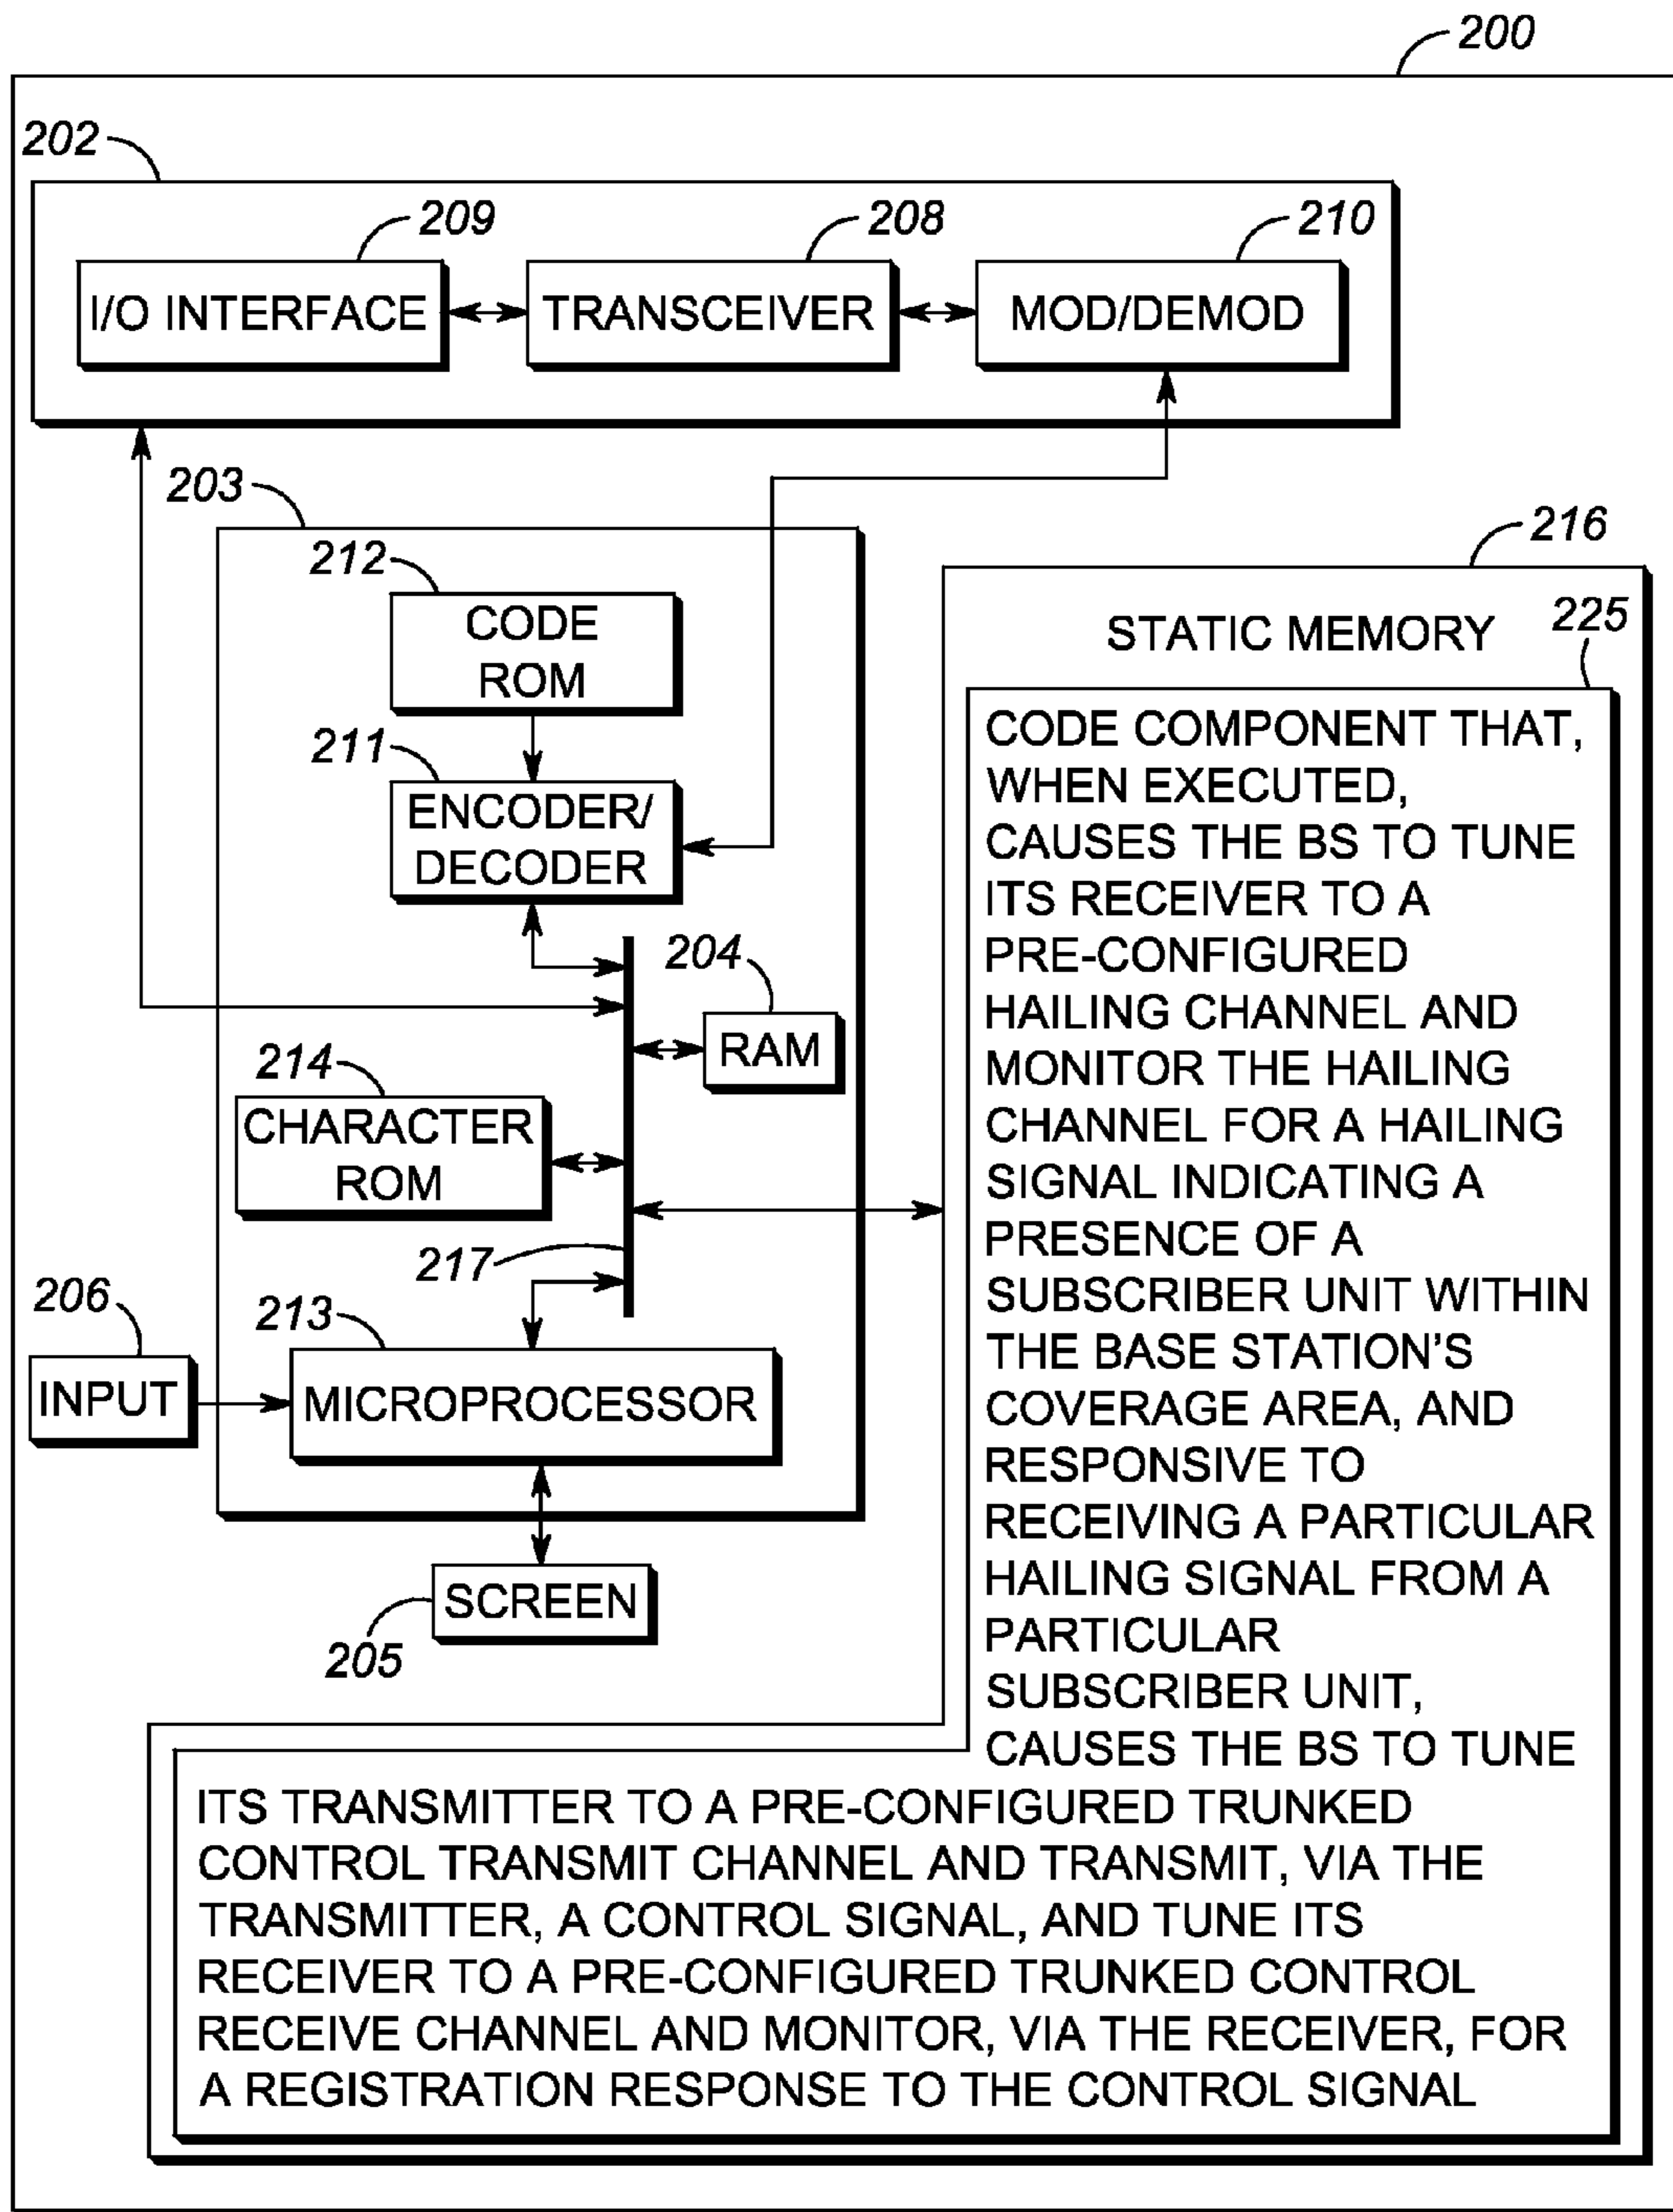 200
202
209
208
210
I/O INTERFACE
TRANSCEIVER
MOD/DEMOD
203
212
CODE
ROM
211
ENCODER/
DECODER
204
RAM
214
CHARACTER
ROM
217
206
INPUT
213
MICROPROCESSOR
SCREEN
205
216
STATIC MEMORY
225
CODE COMPONENT THAT,
WHEN EXECUTED,
CAUSES THE BS TO TUNE
ITS RECEIVER TO A
PRE-CONFIGURED
HAILING CHANNEL AND
MONITOR THE HAILING
CHANNEL FOR A HAILING
SIGNAL INDICATING A
PRESENCE OF A
SUBSCRIBER UNIT WITHIN
THE BASE STATION'S
COVERAGE AREA, AND
RESPONSIVE TO
RECEIVING A PARTICULAR
HAILING SIGNAL FROM A
PARTICULAR
SUBSCRIBER UNIT,
CAUSES THE BS TO TUNE
ITS TRANSMITTER TO A PRE-CONFIGURED TRUNKED
CONTROL TRANSMIT CHANNEL AND TRANSMIT, VIA THE
TRANSMITTER, A CONTROL SIGNAL, AND TUNE ITS
RECEIVER TO A PRE-CONFIGURED TRUNKED CONTROL
RECEIVE CHANNEL AND MONITOR, VIA THE RECEIVER, FOR
A REGISTRATION RESPONSE TO THE CONTROL SIGNAL